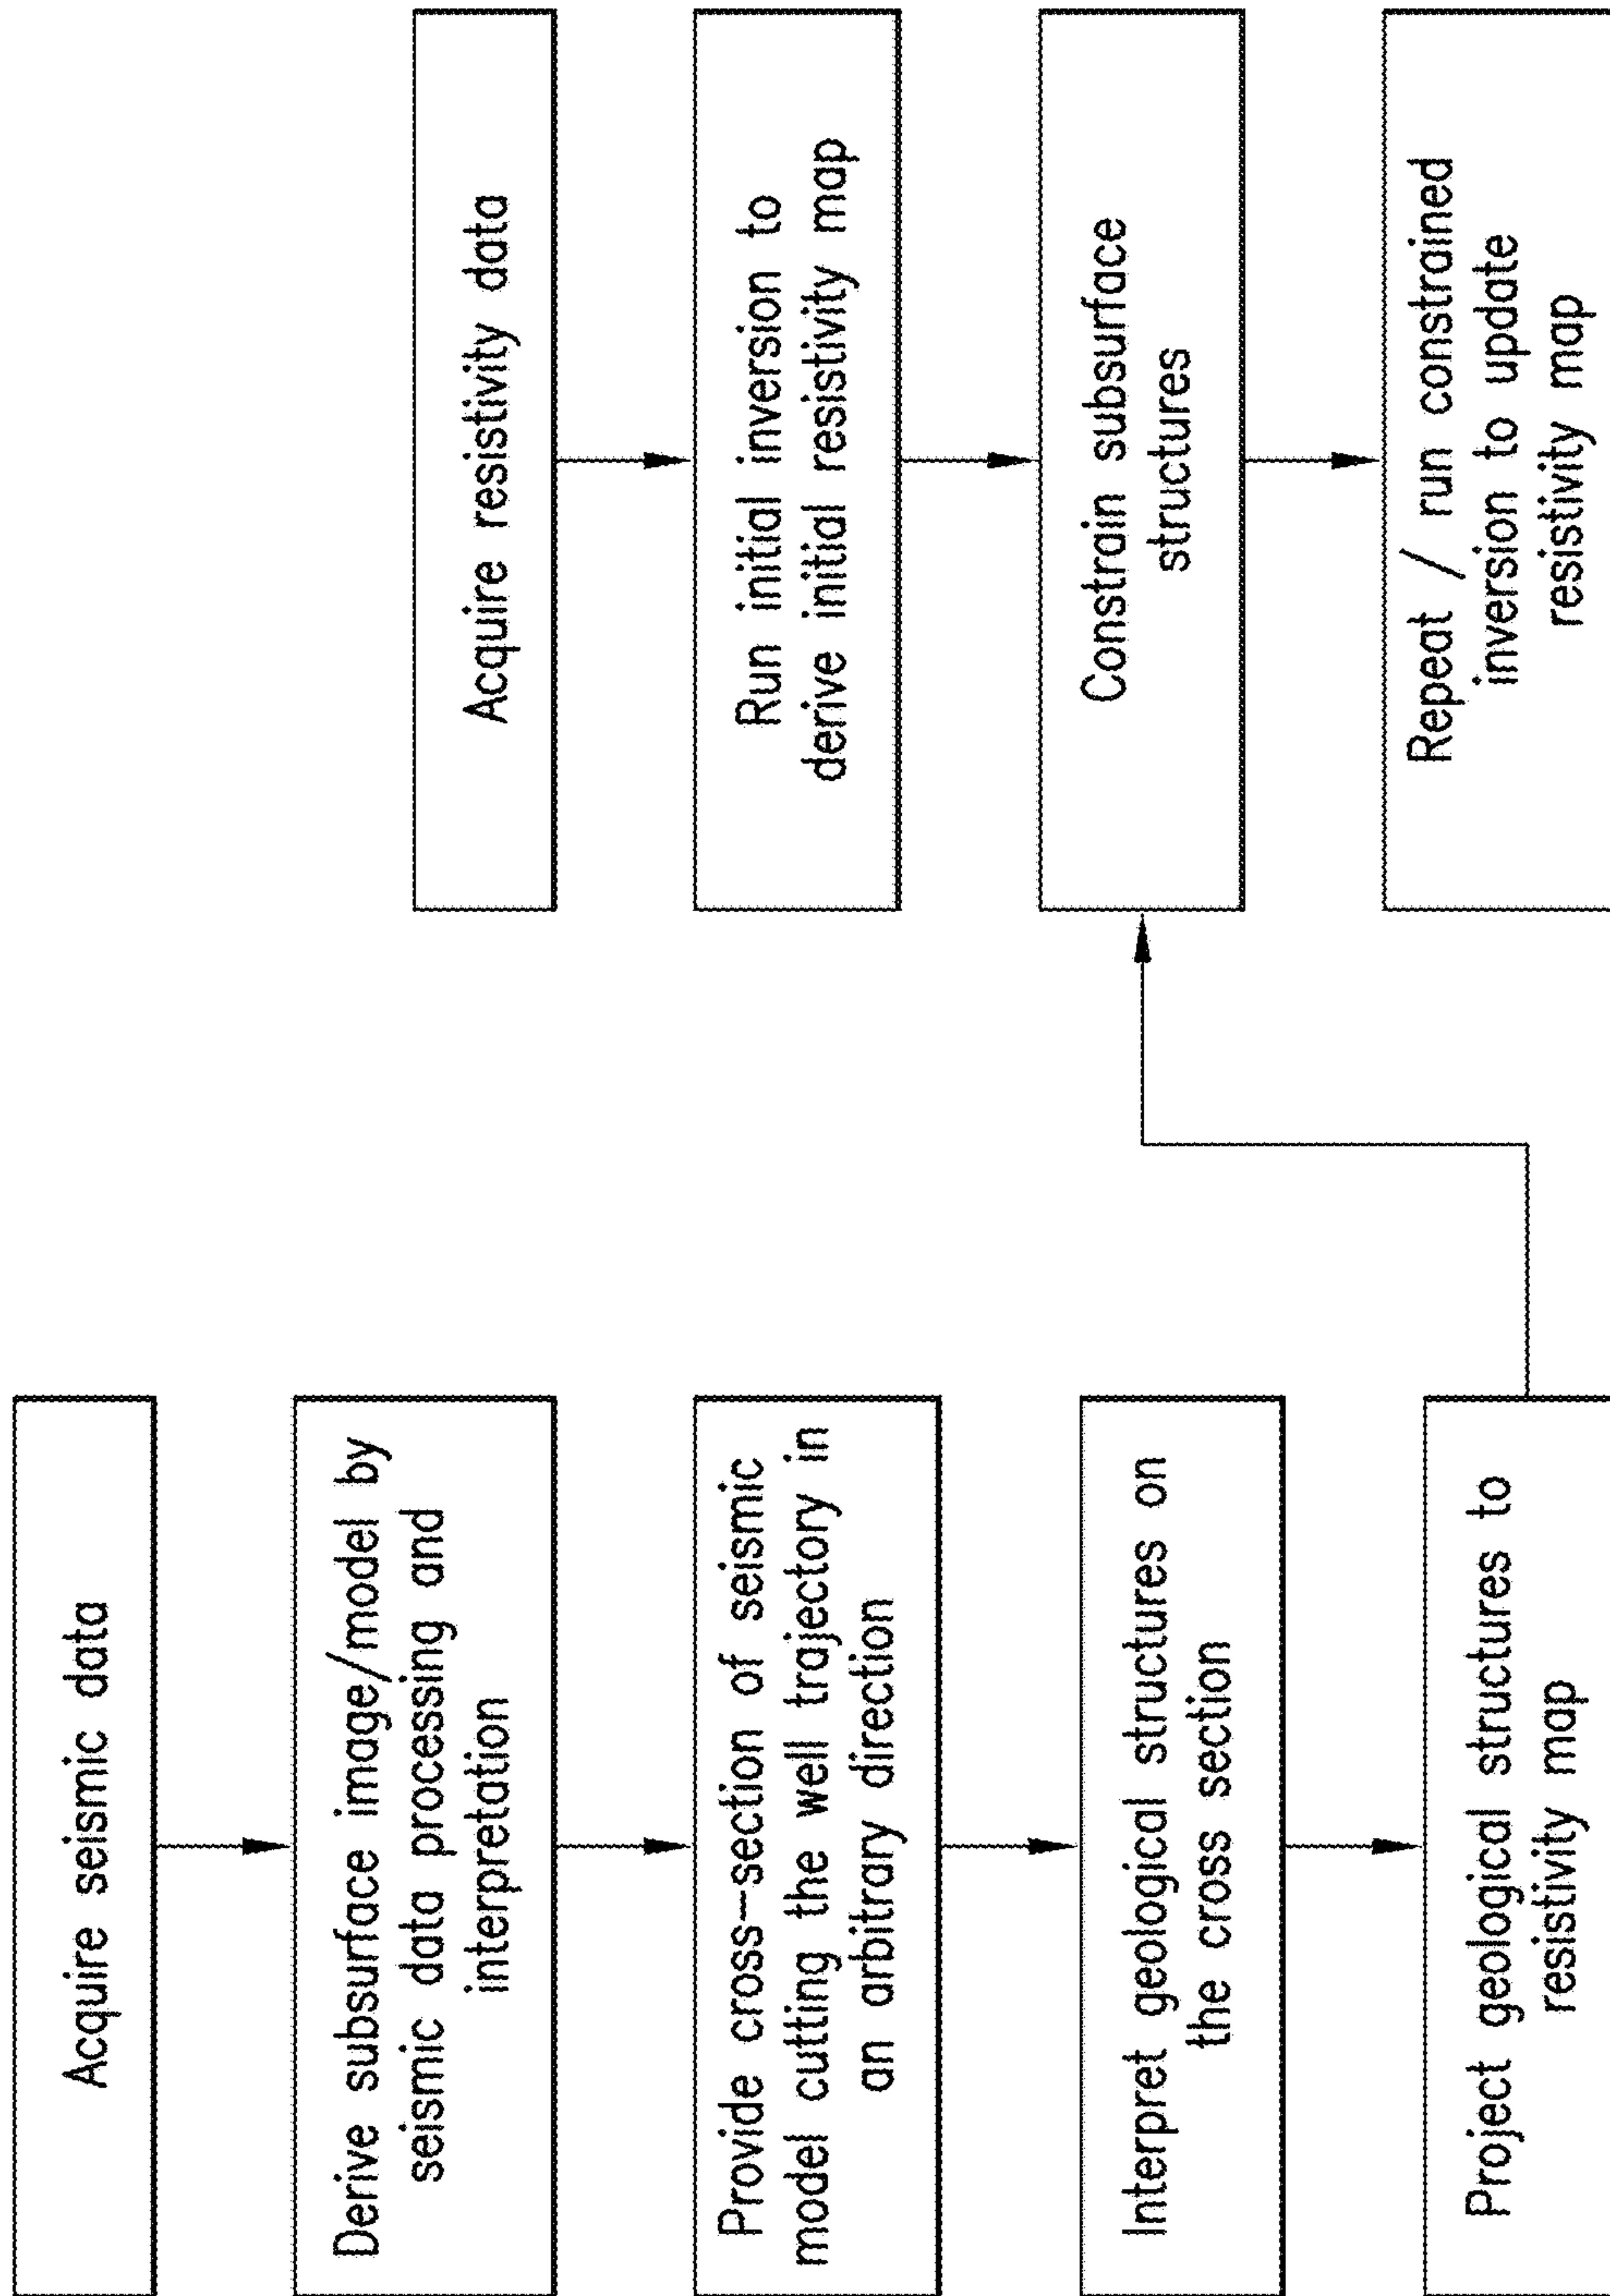 Acquire seismic data
Derive subsurface image/model by
seismic data processing and
interpretation
Provide cross-section of seismic
model cutting the well trajectory in
an arbitrary direction
Interpret geological structures on
the cross section
Project geological structures to
resistivity map
Acquire resistivity data
Run initial inversion to
derive initial resistivity map
Constrain subsurface
structures
Repeat / run constrained
inversion to update
resistivity map